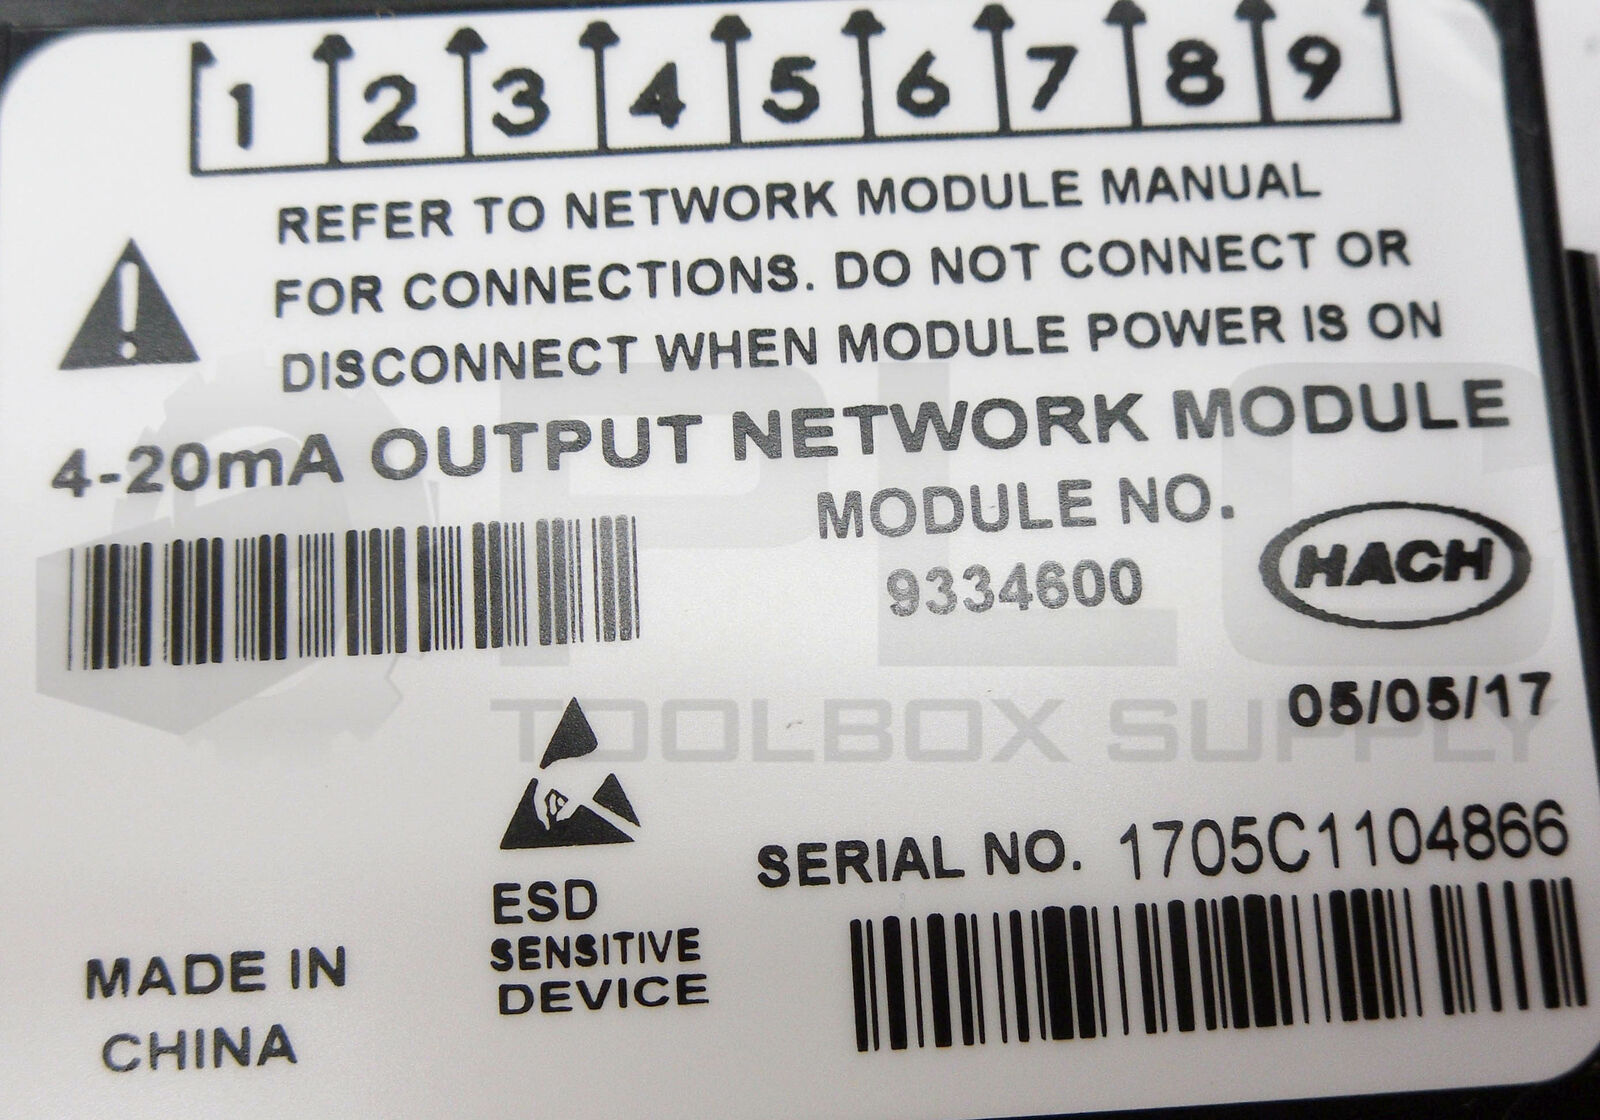 1 2 3 4 5 6 7 8 9
REFER TO NETWORK MODULE MANUAL
FOR CONNECTIONS. DO NOT CONNECT OR
DISCONNECT WHEN MODULE POWER IS ON
4-20mA OUTPUT NETWORK MODULE
MODULE NO.
9334600
HACH
05/05/17
PLC
TOOLBOX SUPPLY
SERIAL NO. 1705C1104866
ESD
SENSITIVE
DEVICE
MADE IN
CHINA